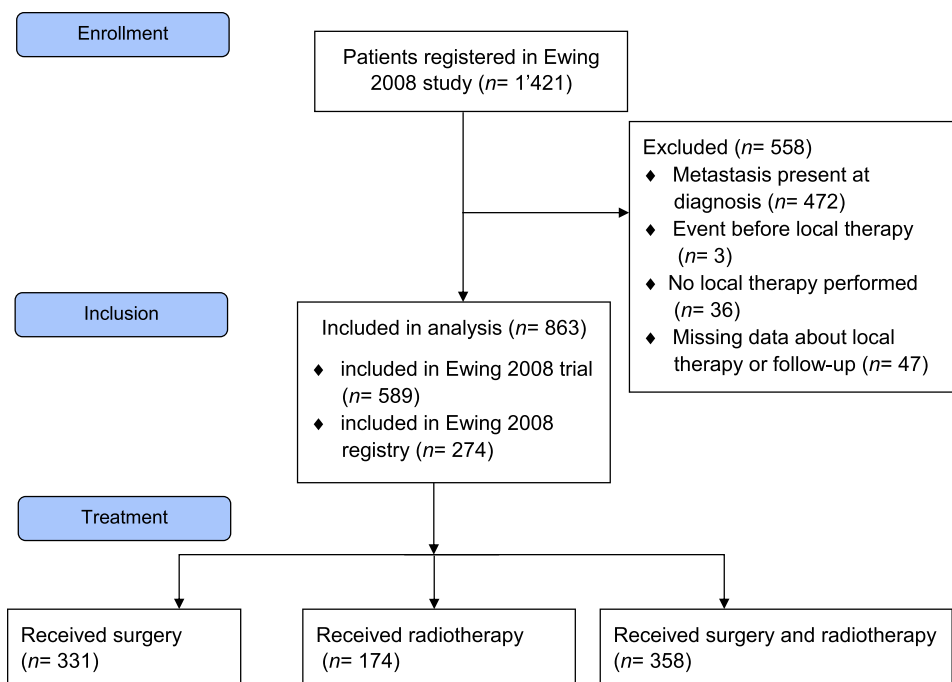 Enrollment
Patients registered in Ewing
2008 study (n= 1’421)
Excluded (n= 558)
♦ Metastasis present at
diagnosis (n= 472)
♦ Event before local therapy
(n= 3)
♦ No local therapy performed
(n= 36)
♦ Missing data about local
therapy or follow-up (n= 47)
Inclusion
Included in analysis (n= 863)
♦ included in Ewing 2008 trial
(n= 589)
♦ included in Ewing 2008
registry (n= 274)
Treatment
Received surgery
(n= 331)
Received radiotherapy
(n= 174)
Received surgery and radiotherapy
(n= 358)